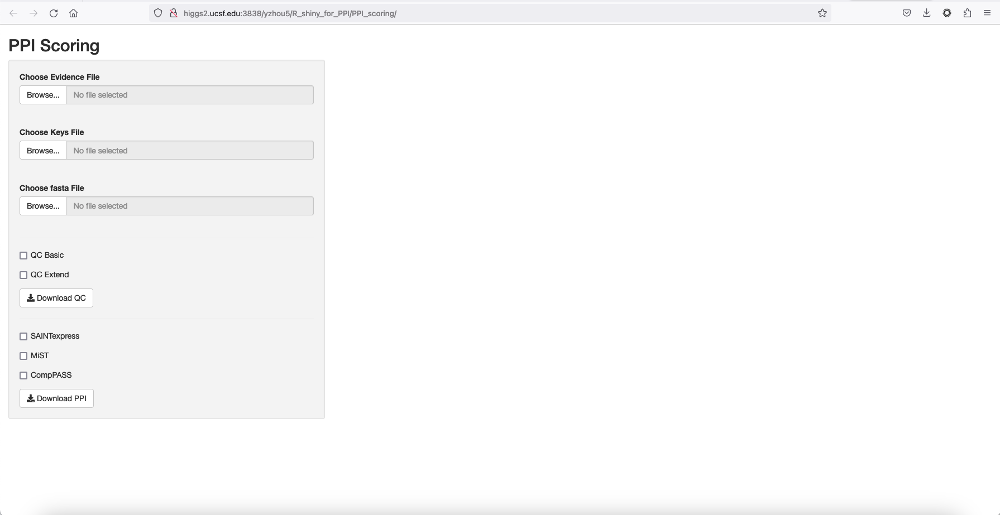 higgs2.ucsf.edu:3838/yzhou5/R_shiny_for_PPI/PPI_scoring/
PPI Scoring
Choose Evidence File
Browse... No file selected
Choose Keys File
Browse... No file selected
Choose fasta File
Browse... No file selected
QC Basic
QC Extend
Download QC
SAINTexpress
MiST
CompPASS
Download PPI